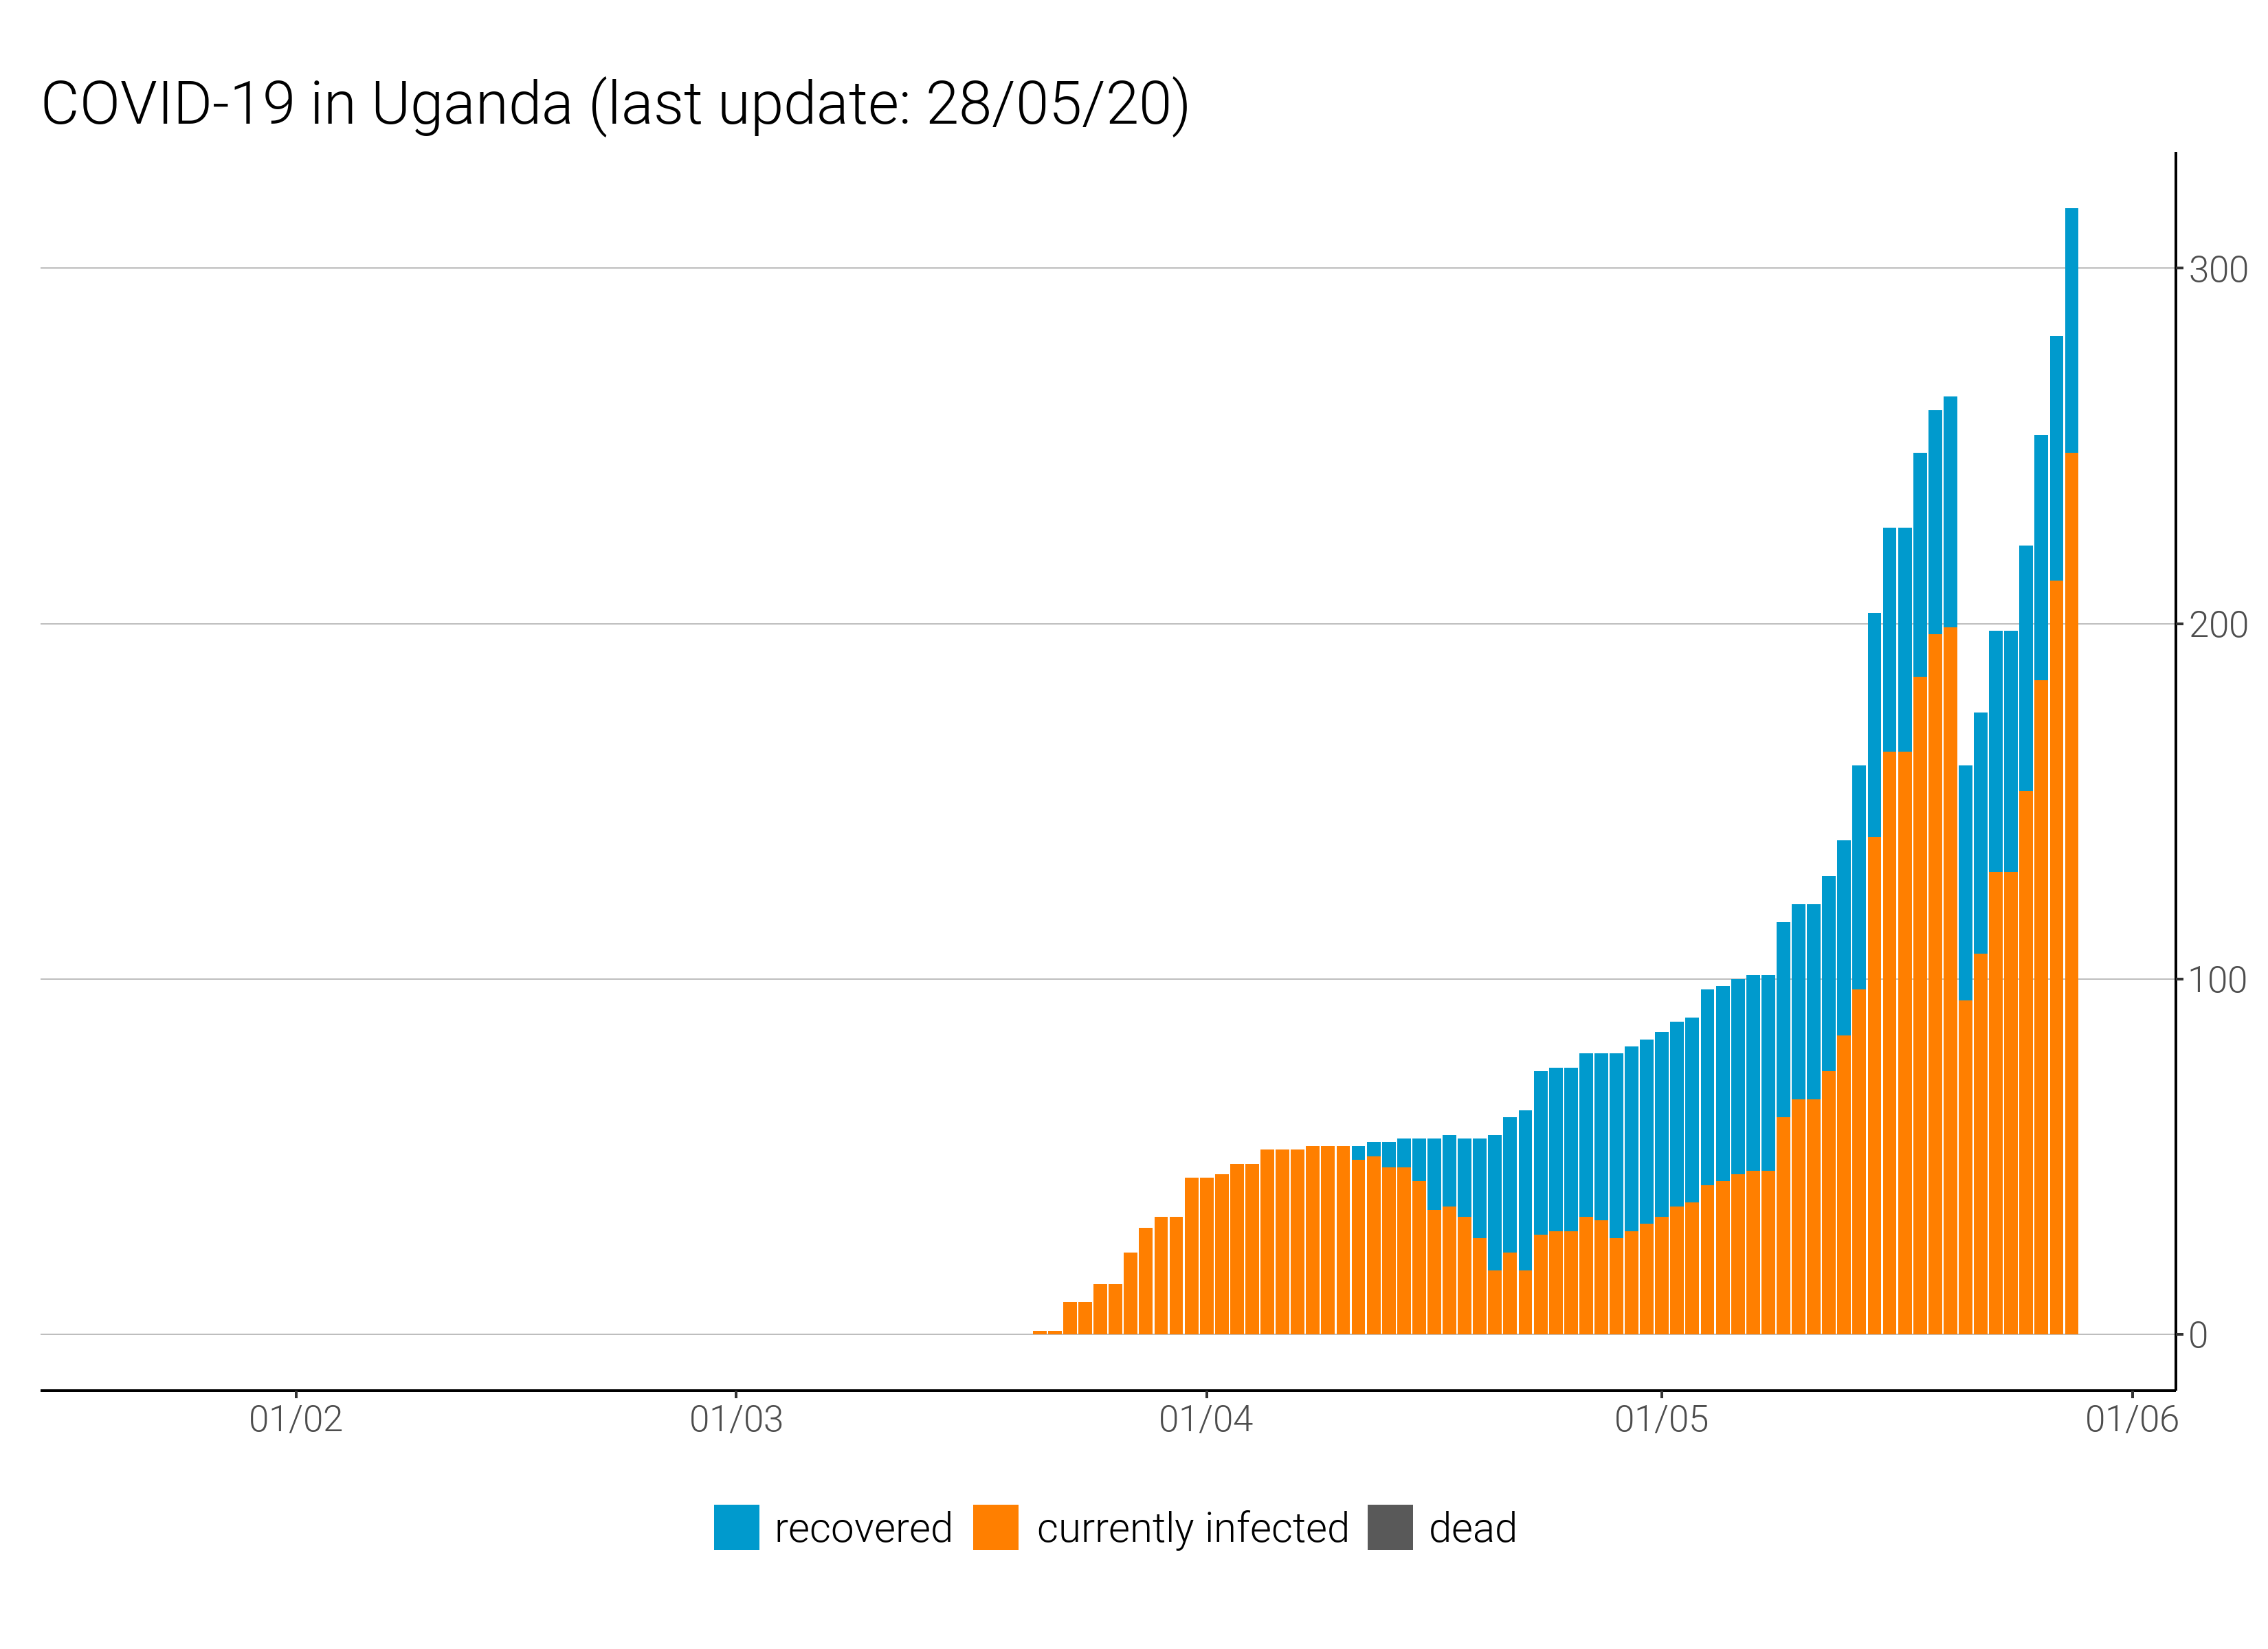 COVID-19 in Uganda (last update: 28/05/20)
300
200
100
0
01/02 01/03 01/04 01/05 01/06
recovered currently infected dead